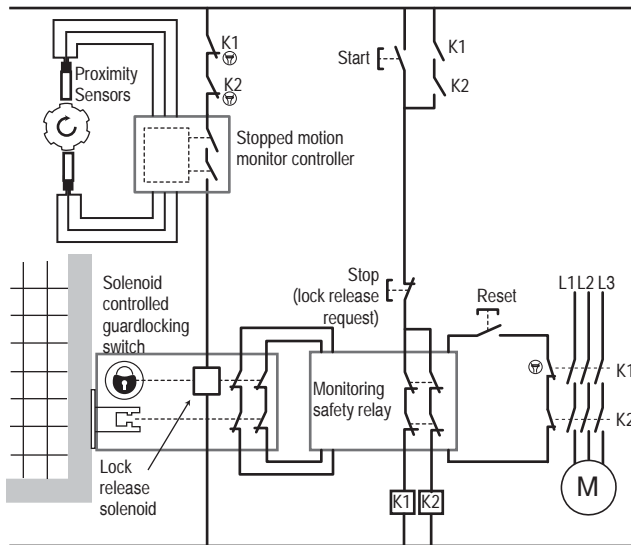 K1
K2
Proximity
Sensors
Start
K1
K2
Stopped motion
monitor controller
Stop
(lock release
request)
Reset
L1 L2 L3
Solenoid
controlled
guardlocking
switch
K1
Monitoring
safety relay
K2
Lock
release
solenoid
K1
K2
M